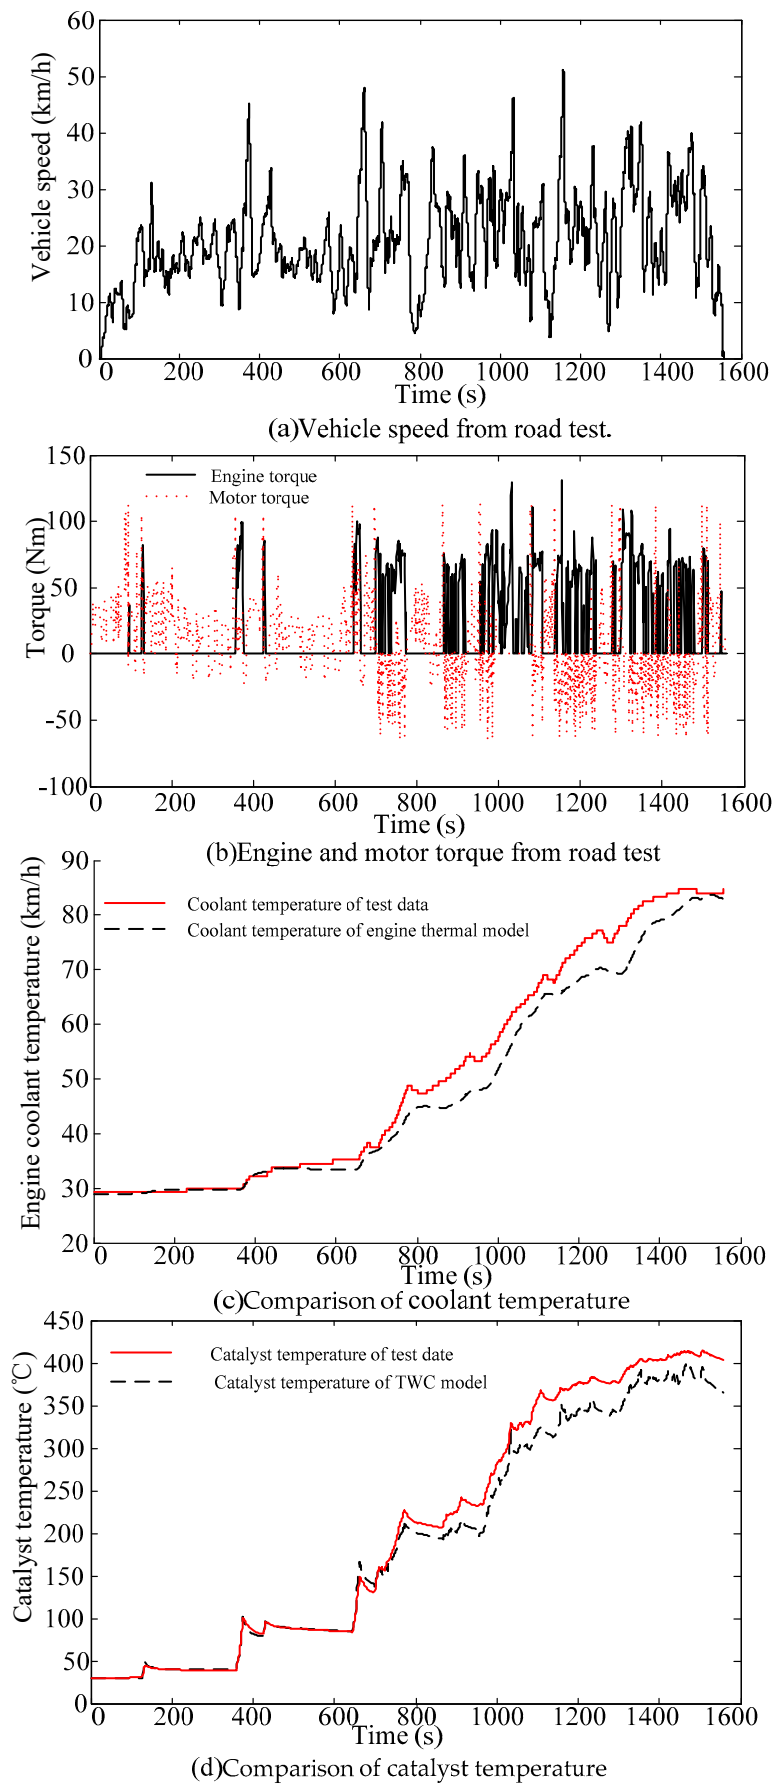 60
50
40
30
20
10
0
Vehicle speed (km/h)
0 200 400 600 800 1000 1200 1400 1600
Time (s)
(a)Vehicle speed from road test.
150
100
50
0
-50
-100
Torque (Nm)
Engine torque
Motor torque
0 200 400 600 800 1000 1200 1400 1600
Time (s)
(b)Engine and motor torque from road test
90
80
70
60
50
40
30
20
Engine coolant temperature (km/h)
Coolant temperature of test data
Coolant temperature of engine thermal model
0 200 400 600 800 1000 1200 1400 1600
Time (s)
(c)Comparison of coolant temperature
450
400
350
300
250
200
150
100
50
0
Catalyst temperature (℃)
Catalyst temperature of test date
Catalyst temperature of TWC model
0 200 400 600 800 1000 1200 1400 1600
Time (s)
(d)Comparison of catalyst temperature